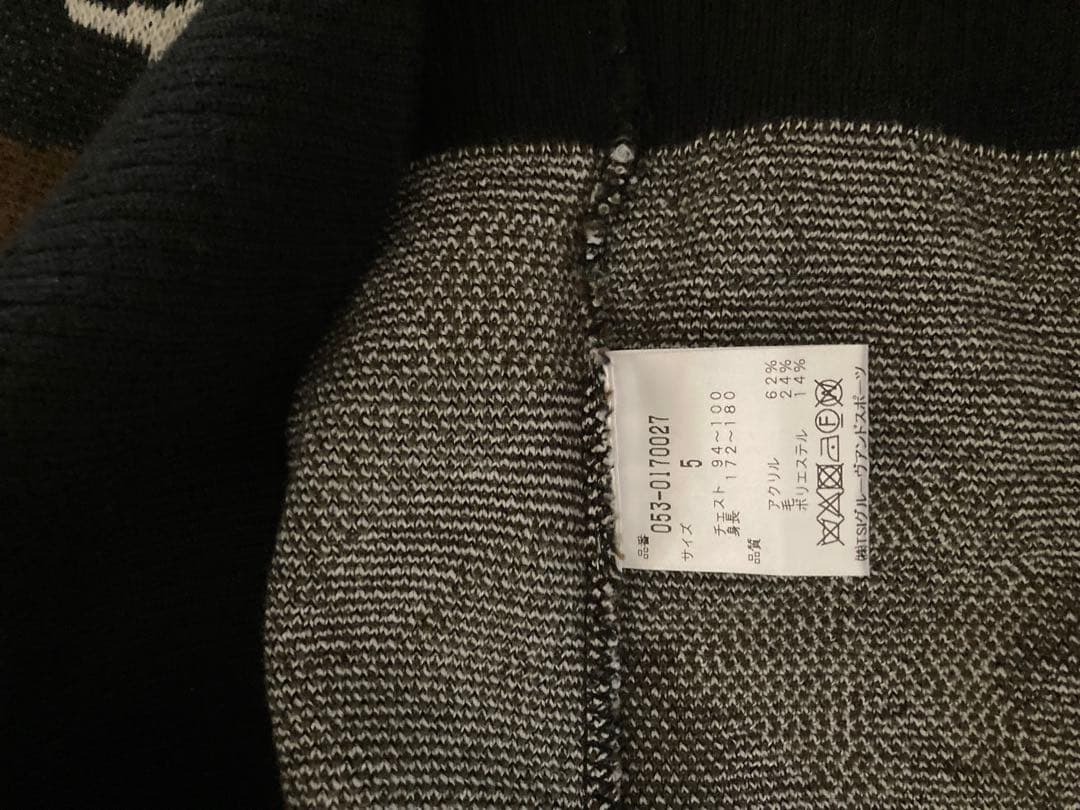 品番
053-0170027
サイズ 5
チェスト 94～100
身長 172～180
品質
アクリル 62%
毛 24%
ポリエステル 14%
㈱TSIグルーヴアンドスポーツ